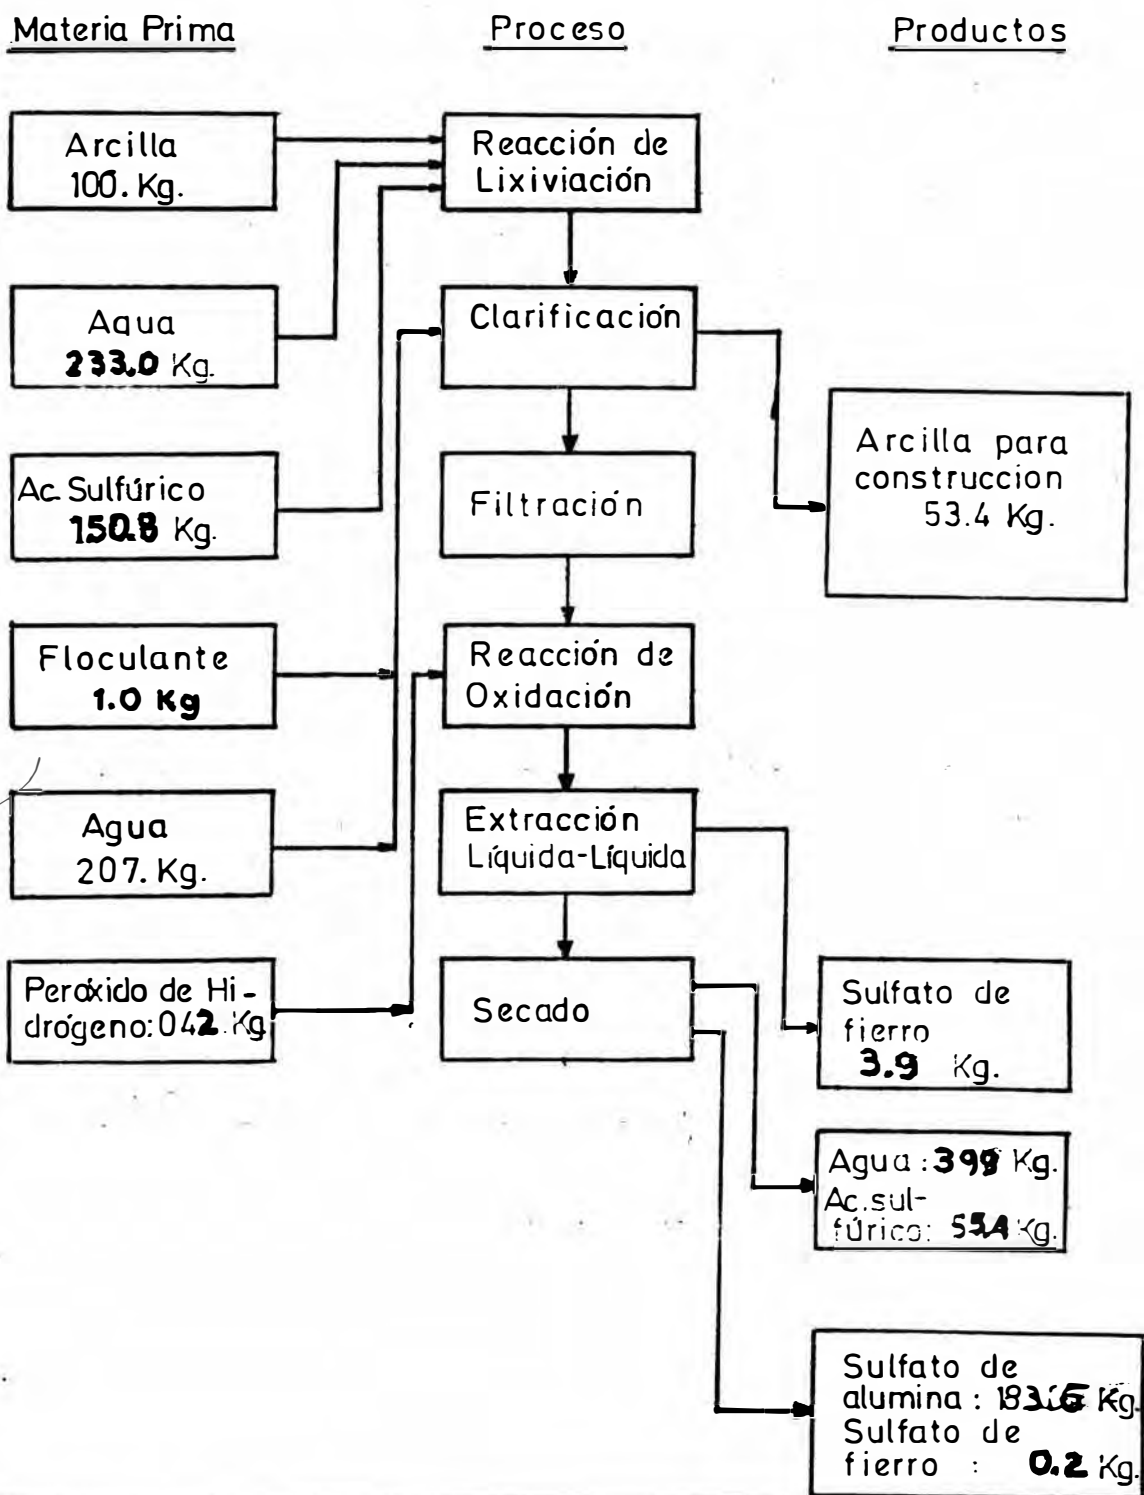 Materia Prima
Proceso
Productos
Arcilla
100. Kg.
Reacción de
Lixiviación
Agua
233.0 Kg.
Clarificación
Arcilla para
construccion
53.4 Kg.
Ac. Sulfúrico
150.8 Kg.
Filtración
Floculante
1.0 Kg
Reacción de
Oxidación
Agua
207. Kg.
Extracción
Líquida-Líquida
Peróxido de Hi-
drógeno: 042 Kg
Secado
Sulfato de
fierro
3.9 Kg.
Agua : 399 Kg.
Ac. sul-
fúrico: Kg.
Sulfato de
alumina : Kg.
Sulfato de
fierro : 0.2 Kg.